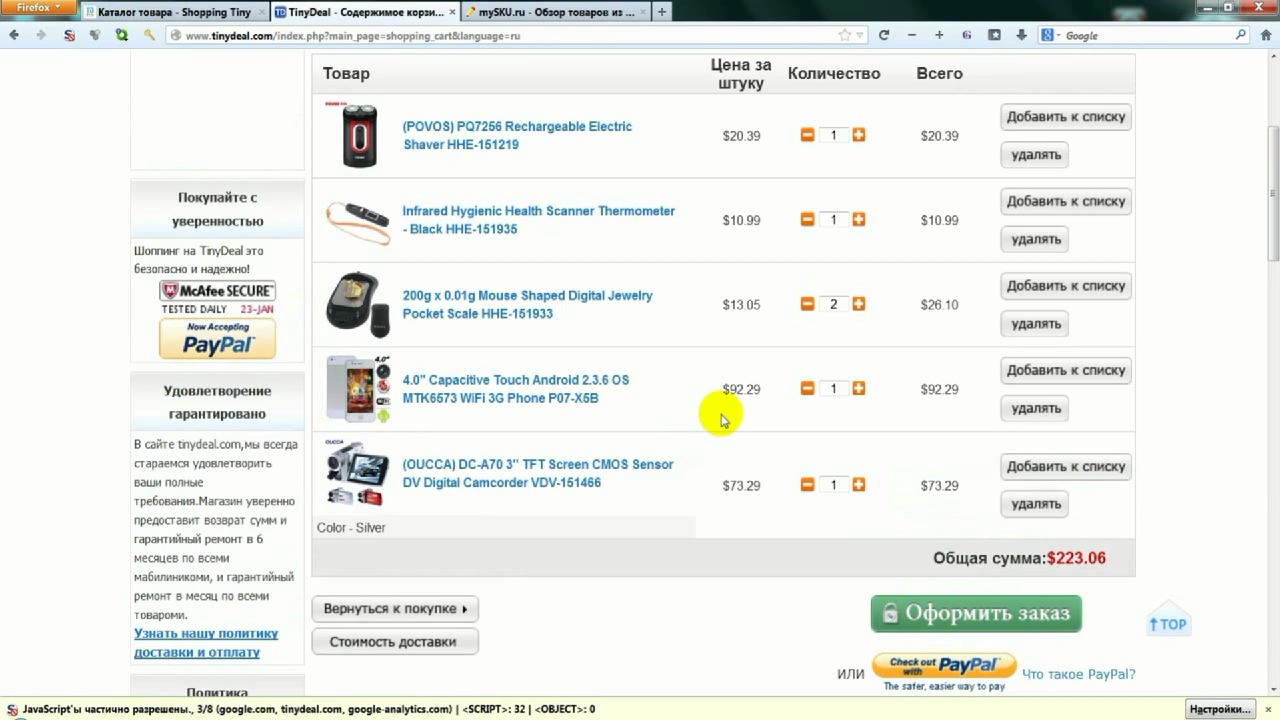 Firefox
Каталог товара - Shopping Tiny
TinyDeal - Содержимое корзи...
mySKU.ru - Обзор товаров из ...
www.tinydeal.com/index.php?main_page=shopping_cart&language=ru
Google
Товар
Цена за
штуку
Количество
Всего
(POVOS) PQ7256 Rechargeable Electric
Shaver HHE-151219
$20.39
1
$20.39
Добавить к списку
удалять
Infrared Hygienic Health Scanner Thermometer
- Black HHE-151935
$10.99
1
$10.99
Добавить к списку
удалять
200g x 0.01g Mouse Shaped Digital Jewelry
Pocket Scale HHE-151933
$13.05
2
$26.10
Добавить к списку
удалять
4.0"
4.0" Capacitive Touch Android 2.3.6 OS
MTK6573 WiFi 3G Phone P07-X5B
$92.29
1
$92.29
Добавить к списку
удалять
OUCCA
(OUCCA) DC-A70 3" TFT Screen CMOS Sensor
DV Digital Camcorder VDV-151466
$73.29
1
$73.29
Добавить к списку
удалять
Color - Silver
Общая сумма:$223.06
Вернуться к покупке
Стоимость доставки
Оформить заказ
TOP
ИЛИ
Check out with PayPal
The safer, easier way to pay
Что такое PayPal?
Покупайте с
уверенностью
Шоппинг на TinyDeal это
безопасно и надежно!
McAfee SECURE
TESTED DAILY 23-JAN
Now Accepting
PayPal
Удовлетворение
гарантировано
В сайте tinydeal.com,мы всегда
стараемся удовлетворить
ваши полные
требования.Магазин уверенно
предоставит возврат сумм и
гарантийный ремонт в 6
месяцев по всеми
мабилиникоми, и гарантийный
ремонт в месяц по всеми
товароми.
Узнать нашу политику
доставки и отплату
Политика
JavaScript'ы частично разрешены., 3/8 (google.com, tinydeal.com, google-analytics.com) | <SCRIPT>: 32 | <OBJECT>: 0
Настройки...